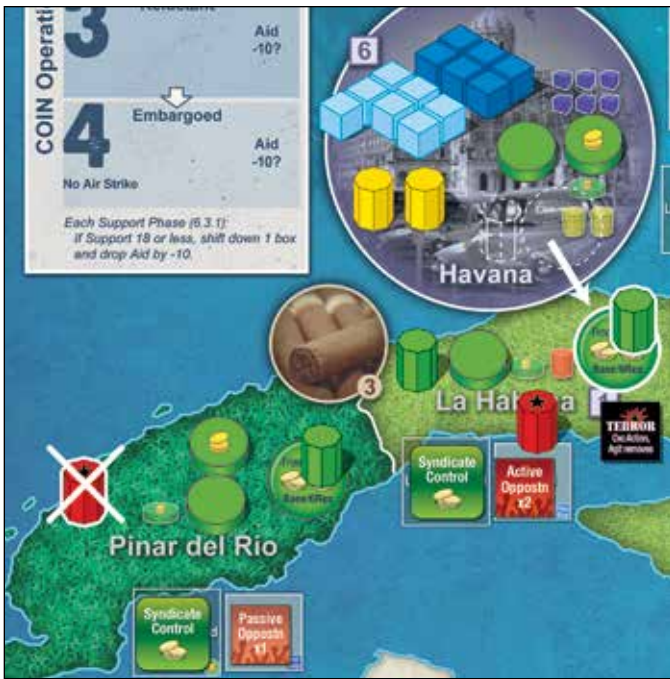 COIN Operati
3
Aid
-10?
Embargoed
4
Aid
-10?
No Air Strike
Each Support Phase (6.3.1):
if Support 18 or less, shift down 1 box
and drop Aid by -10.
6
Havana
3
La Ha
TERROR
Syndicate
Control
Active
Oppostn
x2
Pinar del Rio
Syndicate
Control
Passive
Oppostn
x1